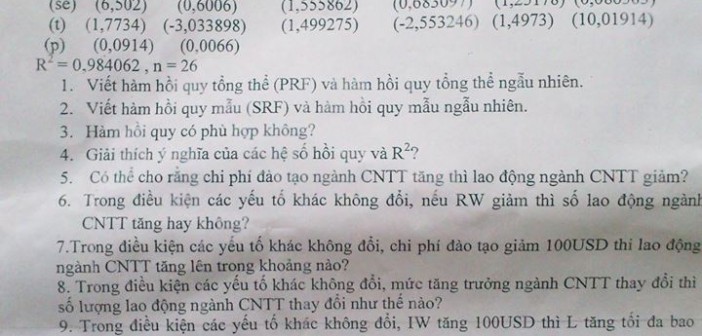 (se) (6,502) (0,6006) (1,555862) (0,683097)
(t) (1,7734) (-3,033898) (1,499275) (-2,553246) (1,4973) (10,01914)
(p) (0,0914) (0,0066)
R² = 0,984062 , n = 26
1. Viết hàm hồi quy tổng thể (PRF) và hàm hồi quy tổng thể ngẫu nhiên.
2. Viết hàm hồi quy mẫu (SRF) và hàm hồi quy mẫu ngẫu nhiên.
3. Hàm hồi quy có phù hợp không?
4. Giải thích ý nghĩa của các hệ số hồi quy và R²?
5. Có thể cho rằng chi phí đào tạo ngành CNTT tăng thì lao động ngành CNTT giảm?
6. Trong điều kiện các yếu tố khác không đổi, nếu RW giảm thì số lao động ngành
CNTT tăng hay không?
7.Trong điều kiện các yếu tố khác không đổi, chi phí đào tạo giảm 100USD thì lao động
ngành CNTT tăng lên trong khoảng nào?
8. Trong điều kiện các yếu tố khác không đổi, mức tăng trưởng ngành CNTT thay đổi thì
số lượng lao động ngành CNTT thay đổi như thế nào?
9. Trong điều kiện các yếu tố khác không đổi, IW tăng 100USD thì L tăng tối đa bao